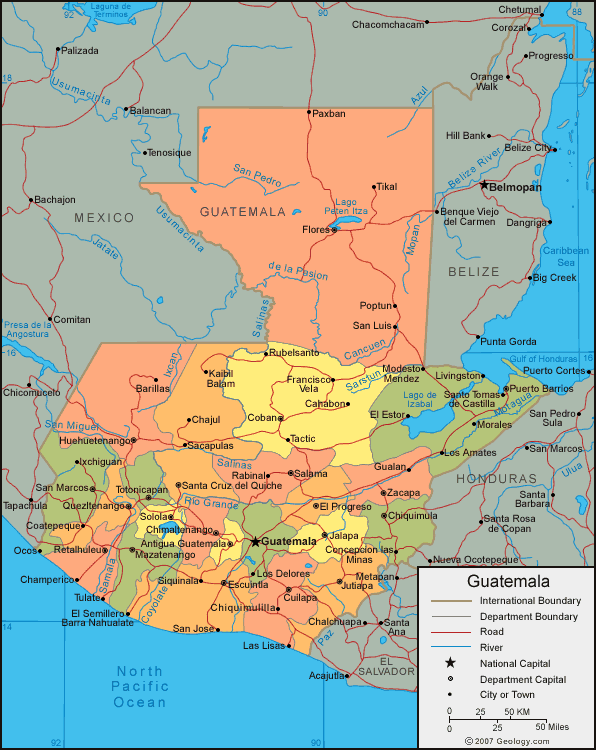 Laguna de
Terminos
92
90
88
Chetumal
Corozal
Chacomchacam
Palizada
Progresso
18
Usumacinta
Orange
Walk
Azul
Balancan
Paxban
Hill Bank
Belize City
Tenosique
Belize River
San Pedro
Tikal
Belmopan
Bachajon
Lago
Peten Itza
MEXICO
GUATEMALA
Usumacinta
Benque Viejo
del Carmen
Dangriga
Flores
Mopan
Jatate
Caribbean
Sea
de la Pasion
BELIZE
Big Creek
Salinas
Poptun
Comitan
San Luis
Presa de la
Angostura
Punta Gorda
16
Rubelsanto
Cancuen
Gulf of Honduras
16
Ixcan
Kaibil
Balam
Modesto
Mendez
Livingston
Puerto Cortes
Barillas
Francisco
Vela
Sarstun
Santo Tomas
de Castilla
Puerto Barrios
Chicomucelo
Cahabon
Lago de
Izabal
Motagua
Chajul
Coban
El Estor
San Pedro
Sula
San Miguel
Morales
Huehuetenango
Sacapulas
Tactic
San Marcos
Los Amates
Ixchiguan
Salinas
Gualan
Ulua
Rabinal
Salama
HONDURAS
San Marcos
Totonicapan
Santa Cruz del Quiche
Zacapa
Santa
Barbara
Tapachula
Quezltenango
Rio Grande
El Progreso
Solola
Chiquimula
Santa Rosa
de Copan
Coatepeque
Chimaltenango
Jalapa
Ocos
Retalhuleu
Antigua Guatemala
Guatemala
Mazatenango
Concepcion las
Minas
Nueva Ocotepeque
Champerico
Samala
Siquinala
Los Delores
Metapan
Escuintla
Jutiapa
Tulate
Coyolate
Cuilapa
El Semillero
Barra Nahualate
Chiquimulilla
Chalchuapa
Santa
Ana
14
San Jose
Paz
Las Lisas
EL
SALVADOR
Acajutla
North
Pacific
Ocean
92
90
Guatemala
International Boundary
Department Boundary
Road
River
National Capital
Department Capital
City or Town
0 25 50 KM
0 25 50 Miles
© 2007 Geology.com